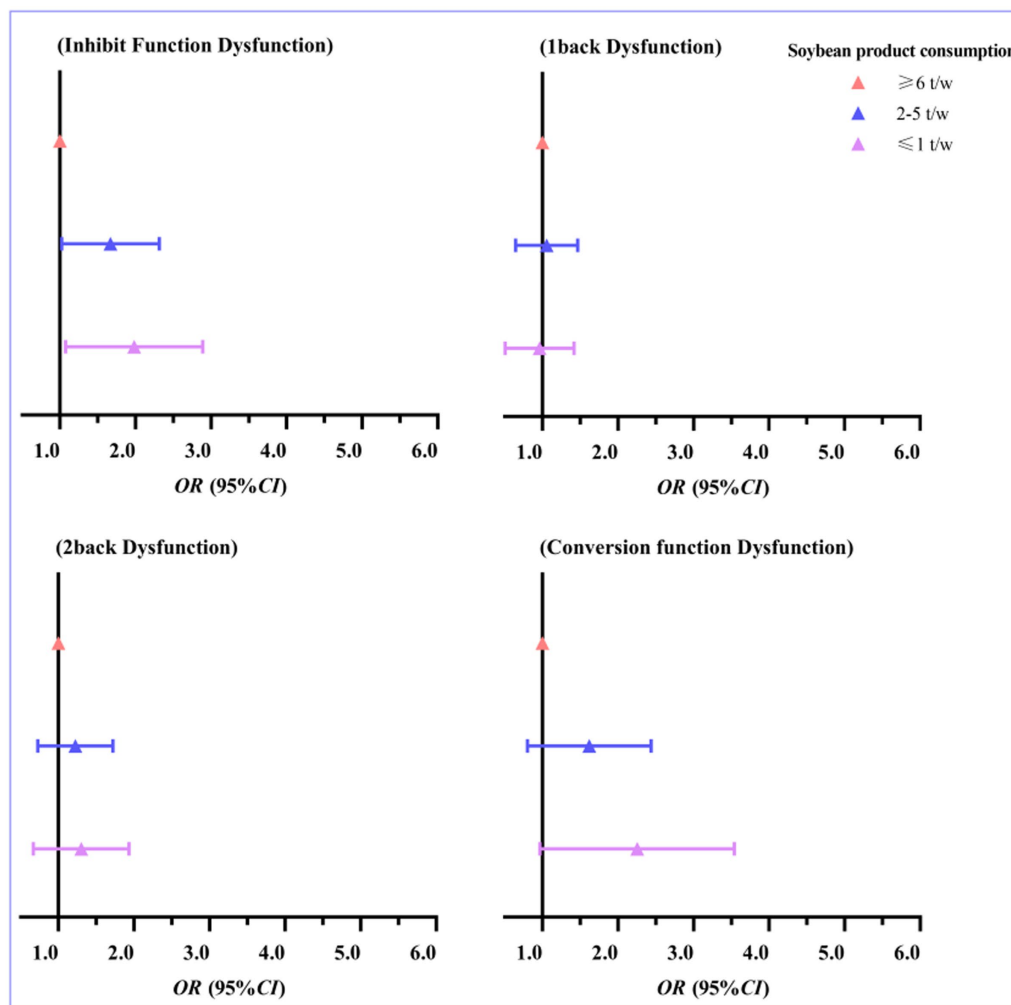 (Inhibit Function Dysfunction)
1.0 2.0 3.0 4.0 5.0 6.0
OR (95%CI)
(1back Dysfunction)
1.0 2.0 3.0 4.0 5.0 6.0
OR (95%CI)
Soybean product consumption
≥6 t/w
2-5 t/w
≤1 t/w
(2back Dysfunction)
1.0 2.0 3.0 4.0 5.0 6.0
OR (95%CI)
(Conversion function Dysfunction)
1.0 2.0 3.0 4.0 5.0 6.0
OR (95%CI)